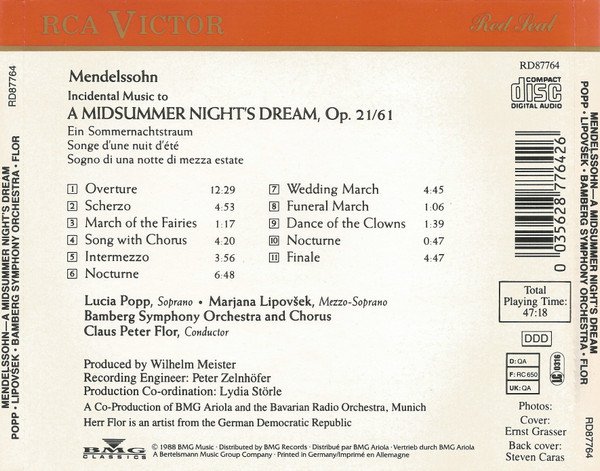 RCA VICTOR
Red Seal
RD87764
COMPACT
disc
DIGITAL AUDIO
Mendelssohn
Incidental Music to
A MIDSUMMER NIGHT'S DREAM, Op. 21/61
Ein Sommernachtstraum
Songe d'une nuit d'été
Sogno di una notte di mezza estate
1 Overture 12.29
2 Scherzo 4:53
3 March of the Fairies 1:17
4 Song with Chorus 4:20
5 Intermezzo 3:56
6 Nocturne 6:48
7 Wedding March 4:45
8 Funeral March 1:06
9 Dance of the Clowns 1:39
10 Nocturne 0:47
11 Finale 4:47
Lucia Popp, Soprano · Marjana Lipovšek, Mezzo-Soprano
Bamberg Symphony Orchestra and Chorus
Claus Peter Flor, Conductor
Produced by Wilhelm Meister
Recording Engineer: Peter Zelnhöfer
Production Co-ordination: Lydia Störle
A Co-Production of BMG Ariola and the Bavarian Radio Orchestra, Munich
Herr Flor is an artist from the German Democratic Republic
BMG
CLASSICS
© 1988 BMG Music · Distributed by BMG Records · Distribué par BMG Ariola · Vertrieb durch BMG Ariola
A Bertelsmann Music Group Company · Printed in Germany/Imprimé en Allemagne
0 035628 776426
Total
Playing Time:
47:18
DDD
D: QA
F: RC 650
UK: QA
Photos:
Cover:
Ernst Grasser
Back cover:
Steven Caras
RD87764
MENDELSSOHN—A MIDSUMMER NIGHT'S DREAM
POPP · LIPOVŠEK · BAMBERG SYMPHONY ORCHESTRA · FLOR
MENDELSSOHN—A MIDSUMMER NIGHT'S DREAM
POPP · LIPOVŠEK · BAMBERG SYMPHONY ORCHESTRA · FLOR
RD87764